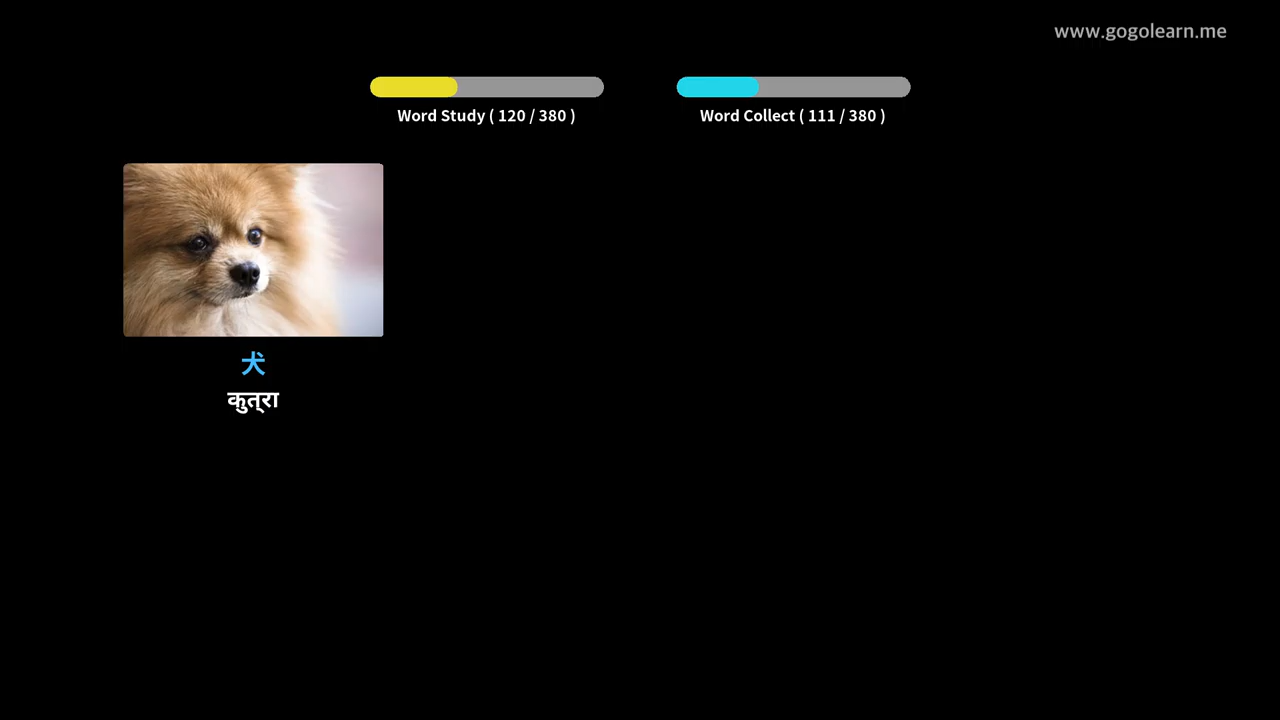 www.gogolearn.me
Word Study ( 120 / 380 )
Word Collect ( 111 / 380 )
犬
कुत्रा